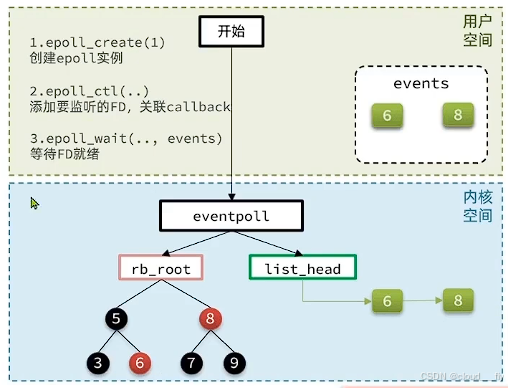 开始
用户
空间
1.epoll_create(1)
创建epoll实例
2.epoll_ctl(..)
添加要监听的FD，关联callback
3.epoll_wait(..，events)
等待FD就绪
events
6
8
内核
空间
eventpoll
rb_root
list_head
6
8
5
8
3
6
7
9